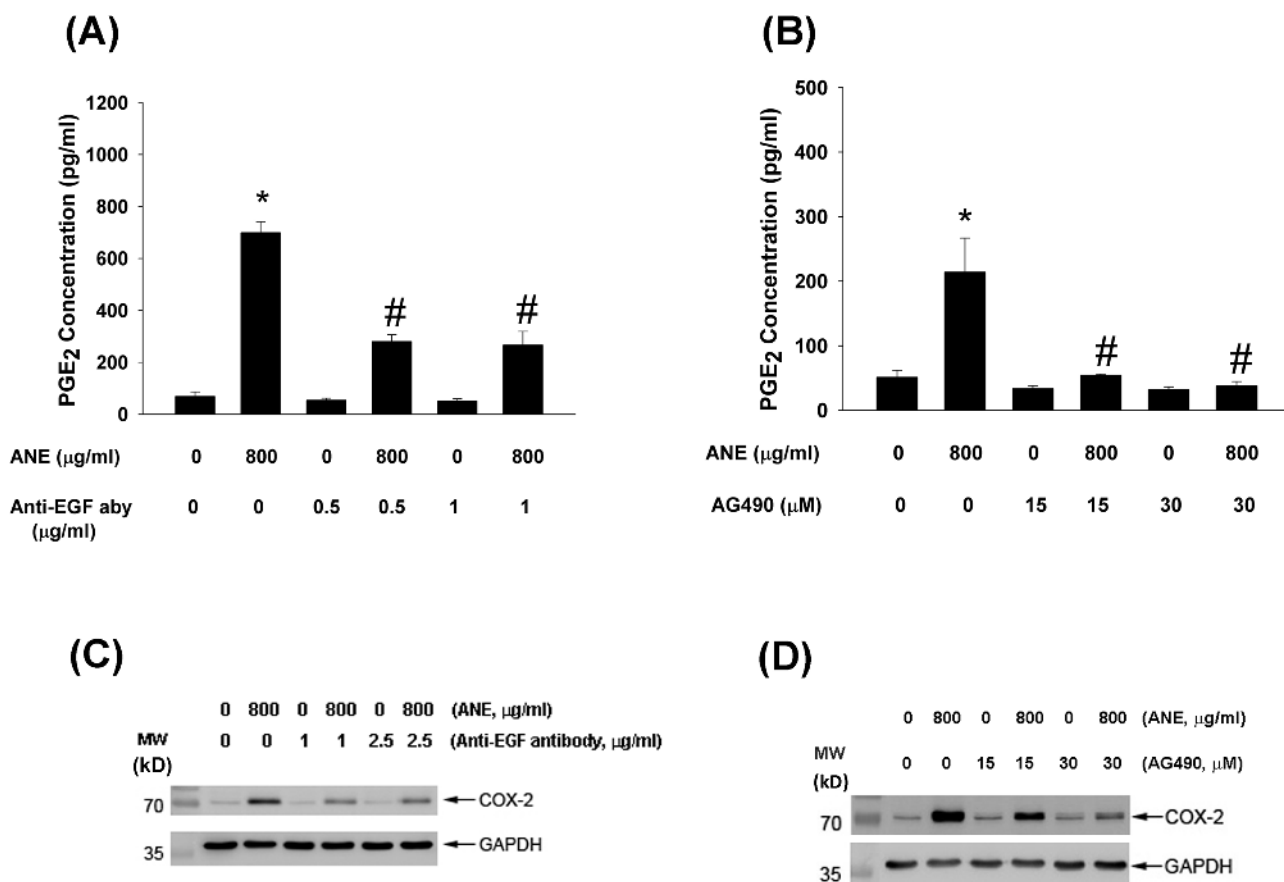 (A)
PGE2 Concentration (pg/ml)
1200
1000
800
600
400
200
0
*
#
#
ANE (μg/ml) 0 800 0 800 0 800
Anti-EGF aby 0 0 0.5 0.5 1 1
(μg/ml)
(B)
PGE2 Concentration (pg/ml)
500
400
300
200
100
0
*
#
#
ANE (μg/ml) 0 800 0 800 0 800
AG490 (μM) 0 0 15 15 30 30
(C)
0 800 0 800 0 800 (ANE, μg/ml)
MW 0 0 1 1 2.5 2.5 (Anti-EGF antibody, μg/ml)
(kD)
70 COX-2
35 GAPDH
(D)
0 800 0 800 0 800 (ANE, μg/ml)
MW 0 0 15 15 30 30 (AG490, μM)
(kD)
70 COX-2
35 GAPDH